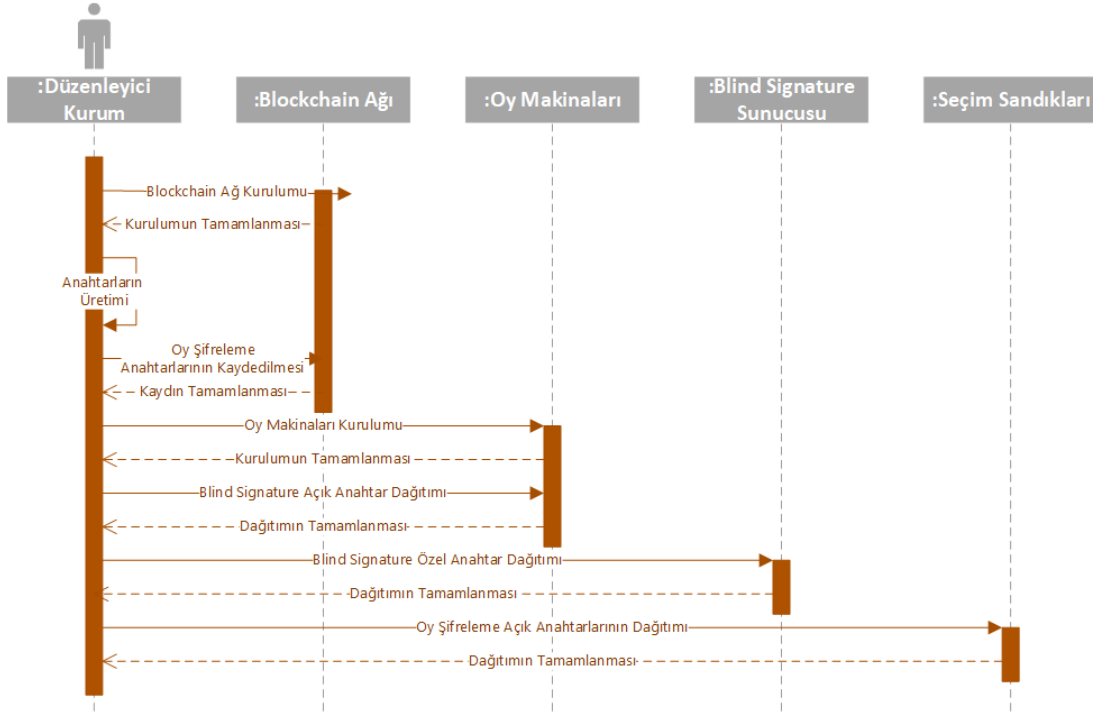 :Düzenleyici
Kurum
:Blockchain Ağı
:Oy Makinaları
:Blind Signature
Sunucusu
:Seçim Sandıkları
Blockchain Ağ Kurulumu
Kurulumun Tamamlanması
Anahtarların
Üretimi
Oy Şifreleme
Anahtarlarının Kaydedilmesi
Kaydın Tamamlanması
Oy Makinaları Kurulumu
Kurulumun Tamamlanması
Blind Signature Açık Anahtar Dağıtımı
Dağıtımın Tamamlanması
Blind Signature Özel Anahtar Dağıtımı
Dağıtımın Tamamlanması
Oy Şifreleme Açık Anahtarlarının Dağıtımı
Dağıtımın Tamamlanması